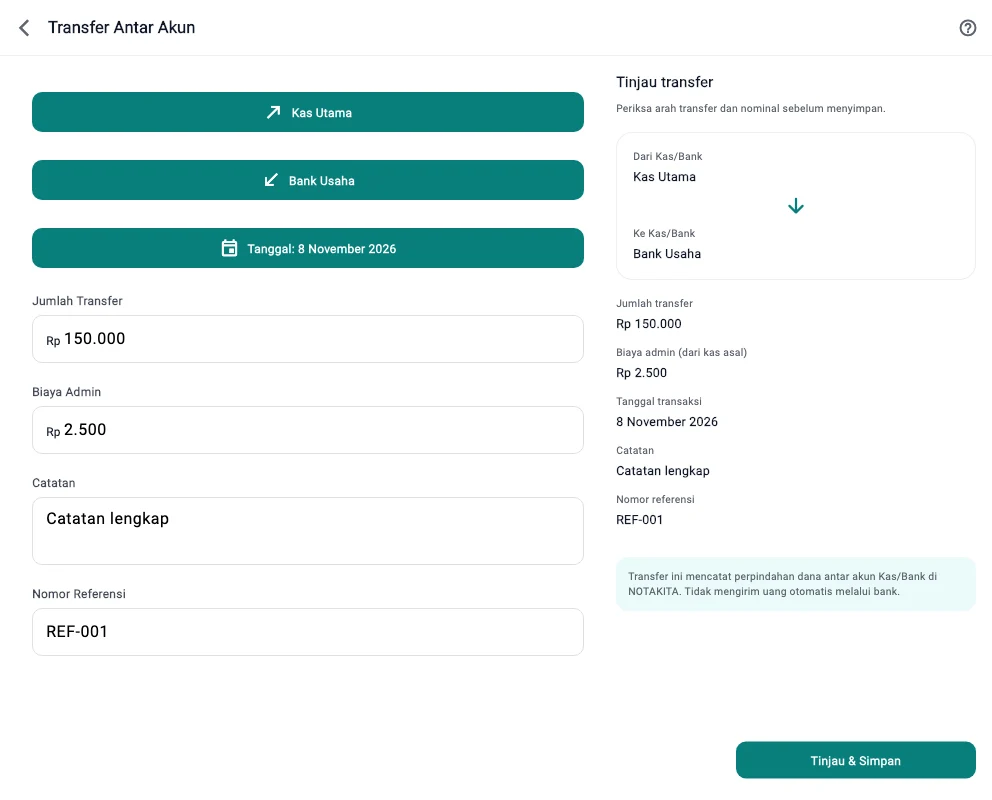 Transfer Antar Akun
Kas Utama
Bank Usaha
Tanggal: 8 November 2026
Jumlah Transfer
Rp 150.000
Biaya Admin
Rp 2.500
Catatan
Catatan lengkap
Nomor Referensi
REF-001
Tinjau transfer
Periksa arah transfer dan nominal sebelum menyimpan.
Dari Kas/Bank
Kas Utama
Ke Kas/Bank
Bank Usaha
Jumlah transfer
Rp 150.000
Biaya admin (dari kas asal)
Rp 2.500
Tanggal transaksi
8 November 2026
Catatan
Catatan lengkap
Nomor referensi
REF-001
Transfer ini mencatat perpindahan dana antar akun Kas/Bank di
NOTAKITA. Tidak mengirim uang otomatis melalui bank.
Tinjau & Simpan